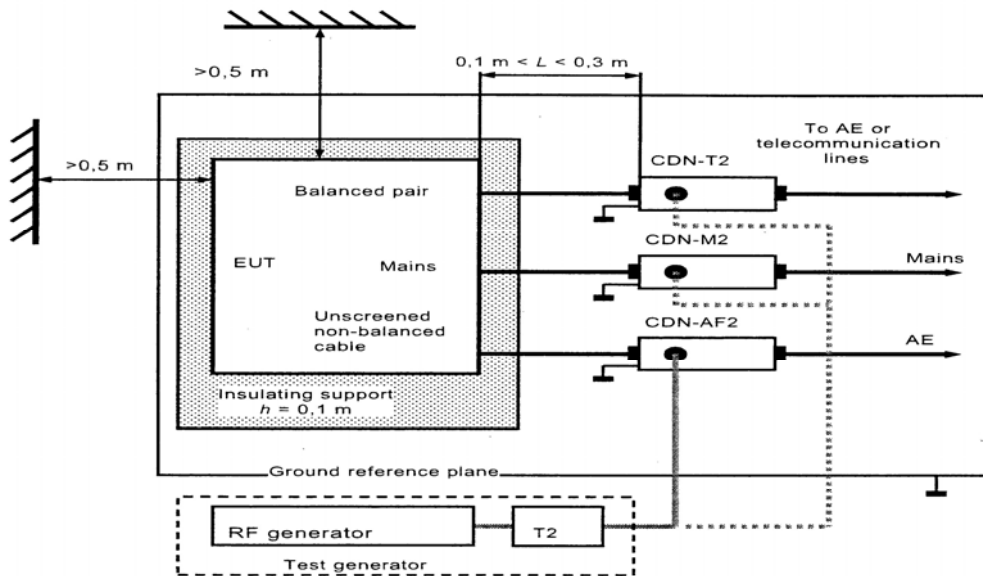 0,1 m < L < 0,3 m
>0,5 m
To AE or
telecommunication
lines
>0,5 m
CDN-T2
Balanced pair
CDN-M2
EUT
Mains
Mains
Unscreened
non-balanced
cable
CDN-AF2
AE
Insulating support
h = 0,1 m
Ground reference plane
RF generator
T2
Test generator